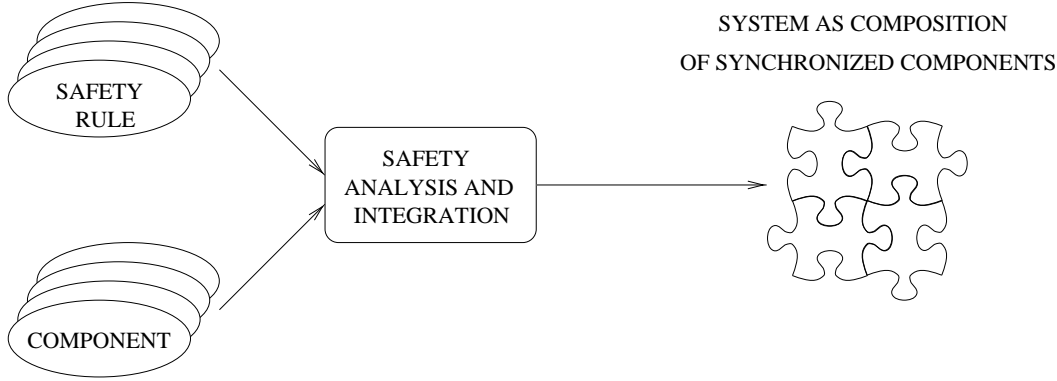 SYSTEM AS COMPOSITION
OF SYNCHRONIZED COMPONENTS
SAFETY
RULE
SAFETY
ANALYSIS AND
INTEGRATION
COMPONENT